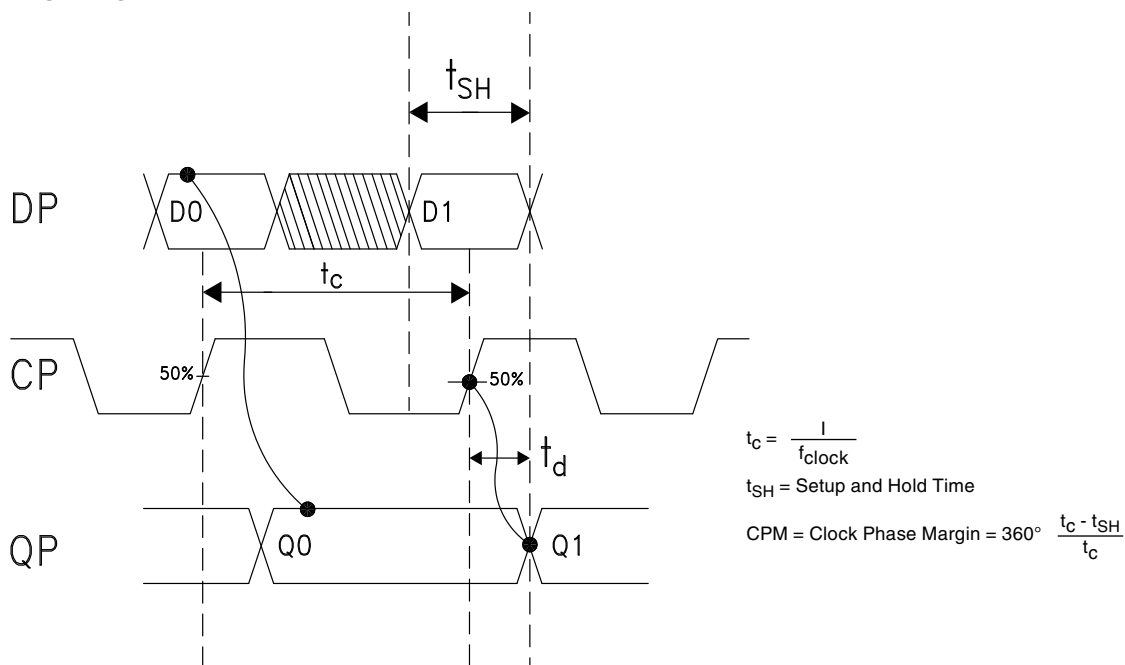 tSH
DP
D0
D1
tc
CP
50%
50%
td
QP
Q0
Q1
tc = I
fclock
tSH = Setup and Hold Time
CPM = Clock Phase Margin = 360° tc - tSH
tc